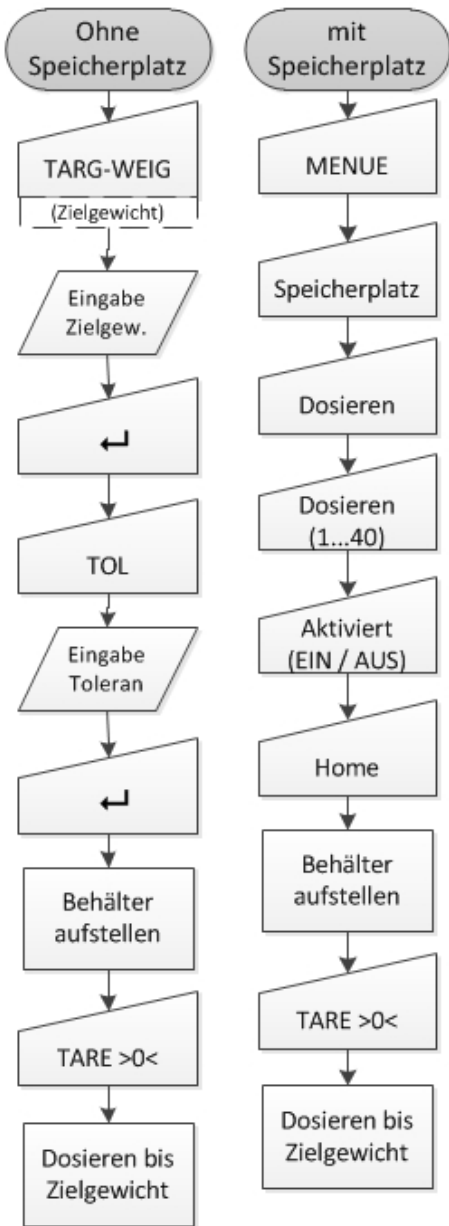 Ohne
Speicherplatz
TARG-WEIG
(Zielgewicht)
Eingabe
Zielgew.
↵
TOL
Eingabe
Toleran
↵
Behälter
aufstellen
TARE >0<
Dosieren bis
Zielgewicht
mit
Speicherplatz
MENUE
Speicherplatz
Dosieren
Dosieren
(1...40)
Aktiviert
(EIN / AUS)
Home
Behälter
aufstellen
TARE >0<
Dosieren bis
Zielgewicht